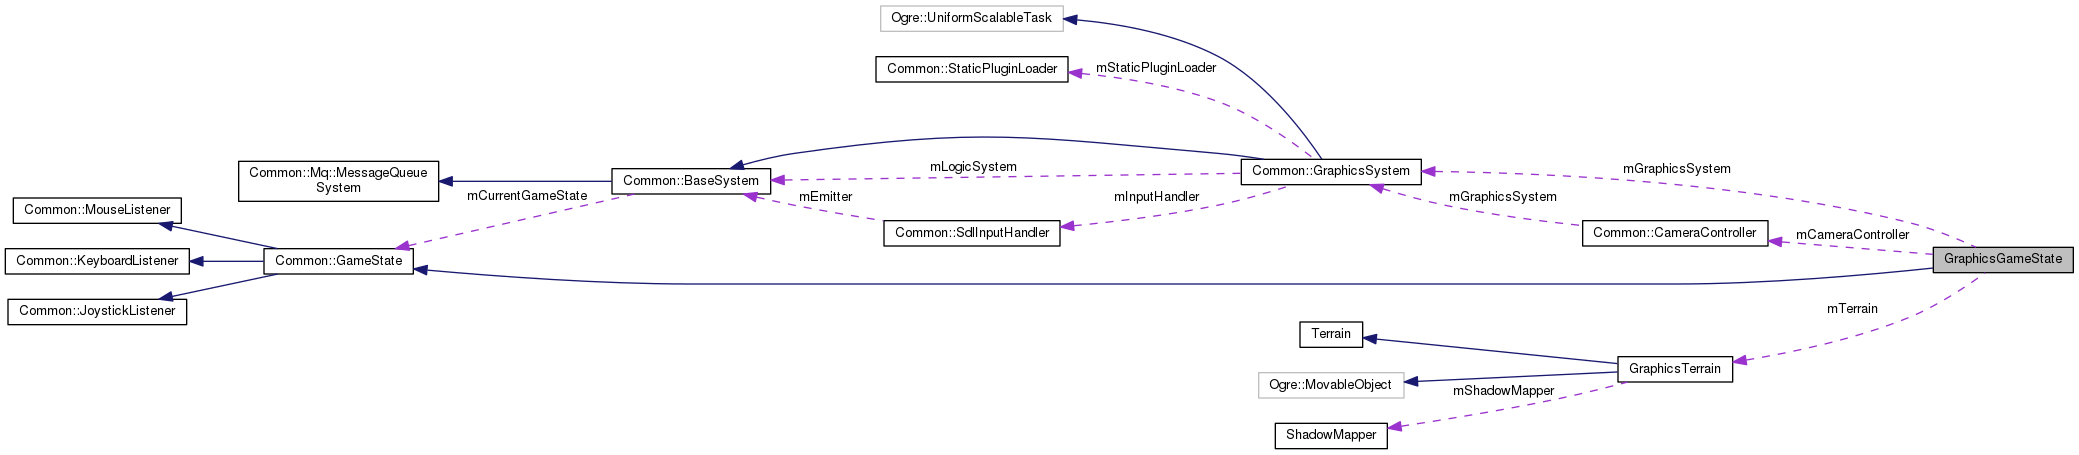 Ogre::UniformScalableTask
Common::StaticPluginLoader
mStaticPluginLoader
Common::Mq::MessageQueue
System
Common::BaseSystem
mLogicSystem
Common::GraphicsSystem
mGraphicsSystem
mCurrentGameState
mEmitter
mInputHandler
mGraphicsSystem
Common::MouseListener
Common::SdlInputHandler
Common::CameraController
mCameraController
Common::KeyboardListener
Common::GameState
GraphicsGameState
Common::JoystickListener
mTerrain
Terrain
GraphicsTerrain
Ogre::MovableObject
mShadowMapper
ShadowMapper